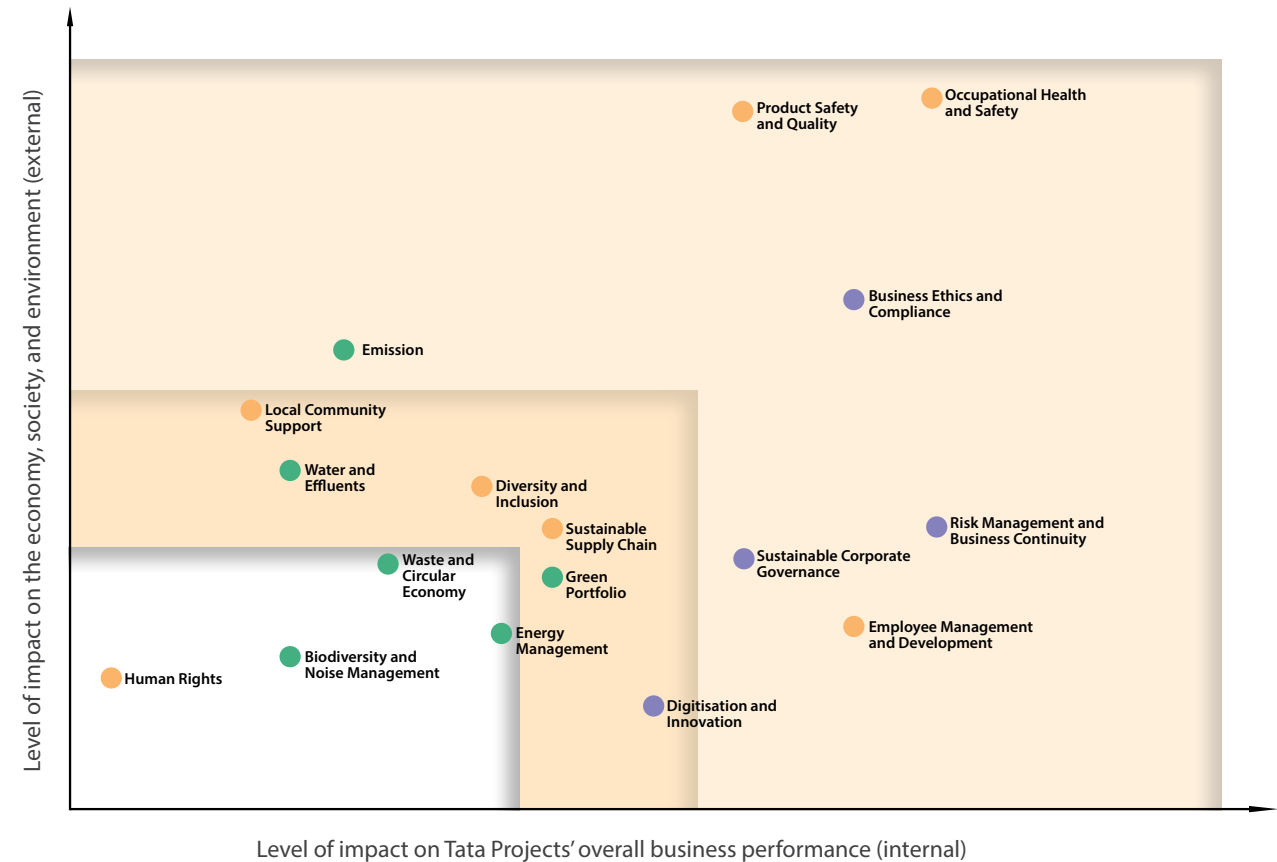 Level of impact on the economy, society, and environment (external)
Product Safety
and Quality
Occupational Health
and Safety
Business Ethics and
Compliance
Emission
Local Community
Support
Water and
Effluents
Diversity and
Inclusion
Sustainable
Supply Chain
Risk Management and
Business Continuity
Sustainable Corporate
Governance
Waste and
Circular
Economy
Green
Portfolio
Employee Management
and Development
Energy
Management
Biodiversity and
Noise Management
Human Rights
Digitisation and
Innovation
Level of impact on Tata Projects’ overall business performance (internal)